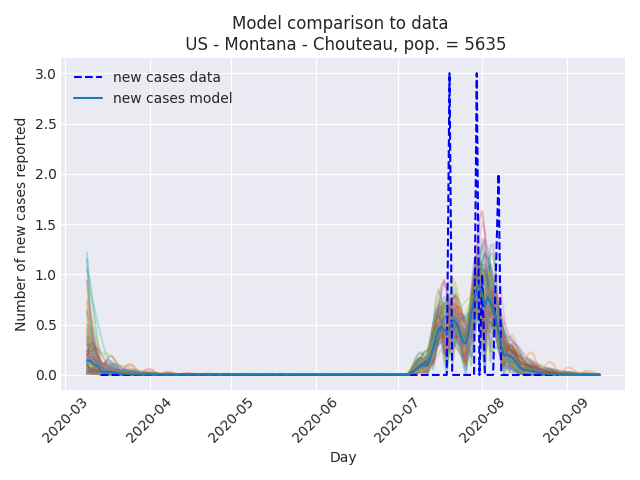 Model comparison to data
US - Montana - Chouteau, pop. = 5635
new cases data
new cases model
Number of new cases reported
3.0
2.5
2.0
1.5
1.0
0.5
0.0
2020-03
2020-04
2020-05
2020-06
2020-07
2020-08
2020-09
Day